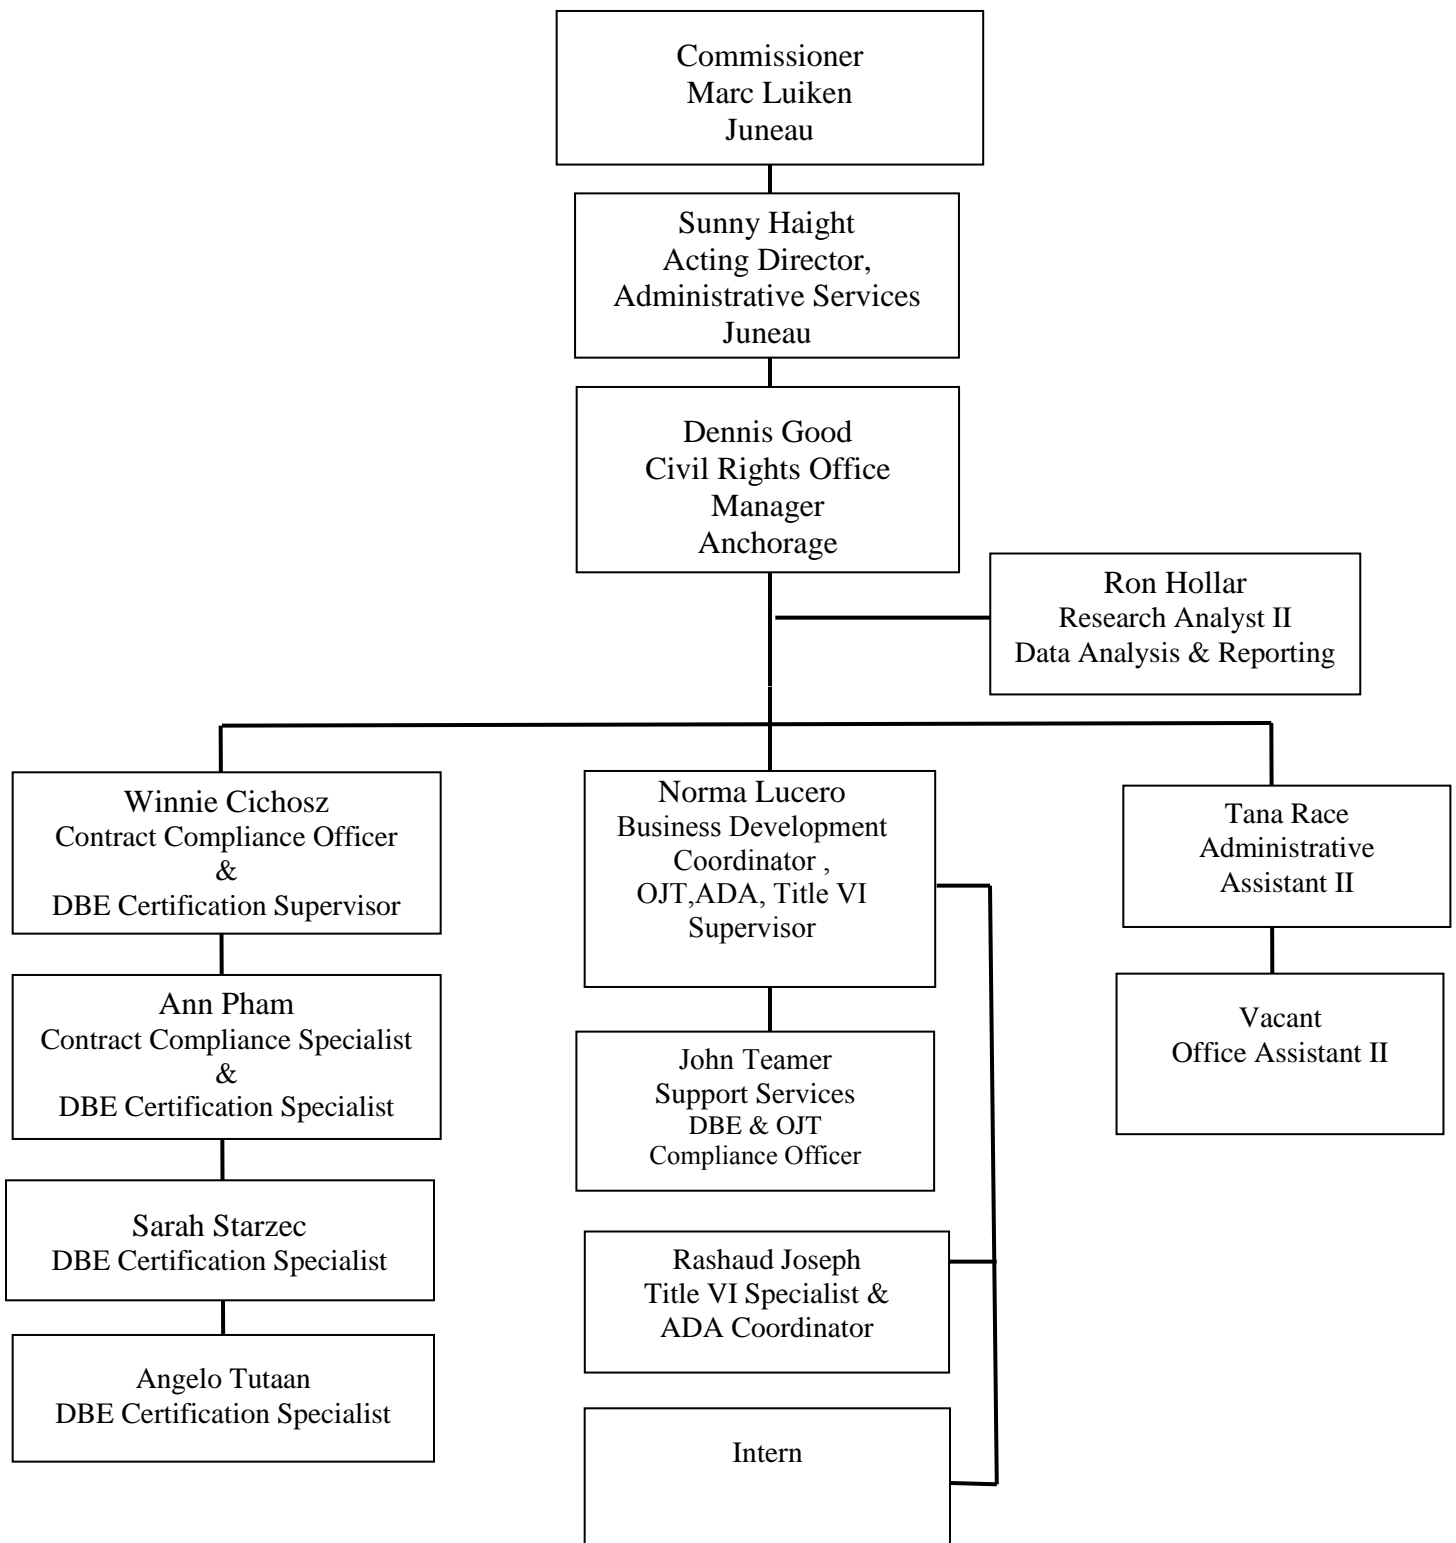 Commissioner
Marc Luiken
Juneau
Sunny Haight
Acting Director,
Administrative Services
Juneau
Dennis Good
Civil Rights Office
Manager
Anchorage
Ron Hollar
Research Analyst II
Data Analysis & Reporting
Winnie Cichosz
Contract Compliance Officer
&
DBE Certification Supervisor
Norma Lucero
Business Development
Coordinator ,
OJT,ADA, Title VI
Supervisor
Tana Race
Administrative
Assistant II
Ann Pham
Contract Compliance Specialist
&
DBE Certification Specialist
John Teamer
Support Services
DBE & OJT
Compliance Officer
Vacant
Office Assistant II
Sarah Starzec
DBE Certification Specialist
Rashaud Joseph
Title VI Specialist &
ADA Coordinator
Angelo Tutaan
DBE Certification Specialist
Intern